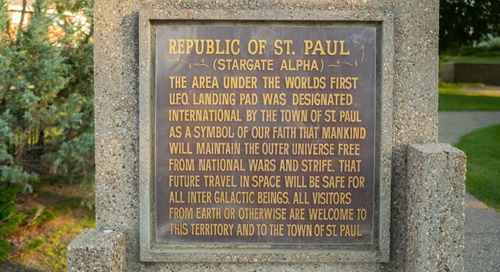 REPUBLIC OF ST. PAUL
(STARGATE ALPHA)
THE AREA UNDER THE WORLDS FIRST
U.F.O. LANDING PAD WAS DESIGNATED
INTERNATIONAL BY THE TOWN OF ST. PAUL
AS A SYMBOL OF OUR FAITH THAT MANKIND
WILL MAINTAIN THE OUTER UNIVERSE FREE
FROM NATIONAL WARS AND STRIFE. THAT
FUTURE TRAVEL IN SPACE WILL BE SAFE FOR
ALL INTER GALACTIC BEINGS. ALL VISITORS
FROM EARTH OR OTHERWISE ARE WELCOME TO
THIS TERRITORY AND TO THE TOWN OF ST. PAUL